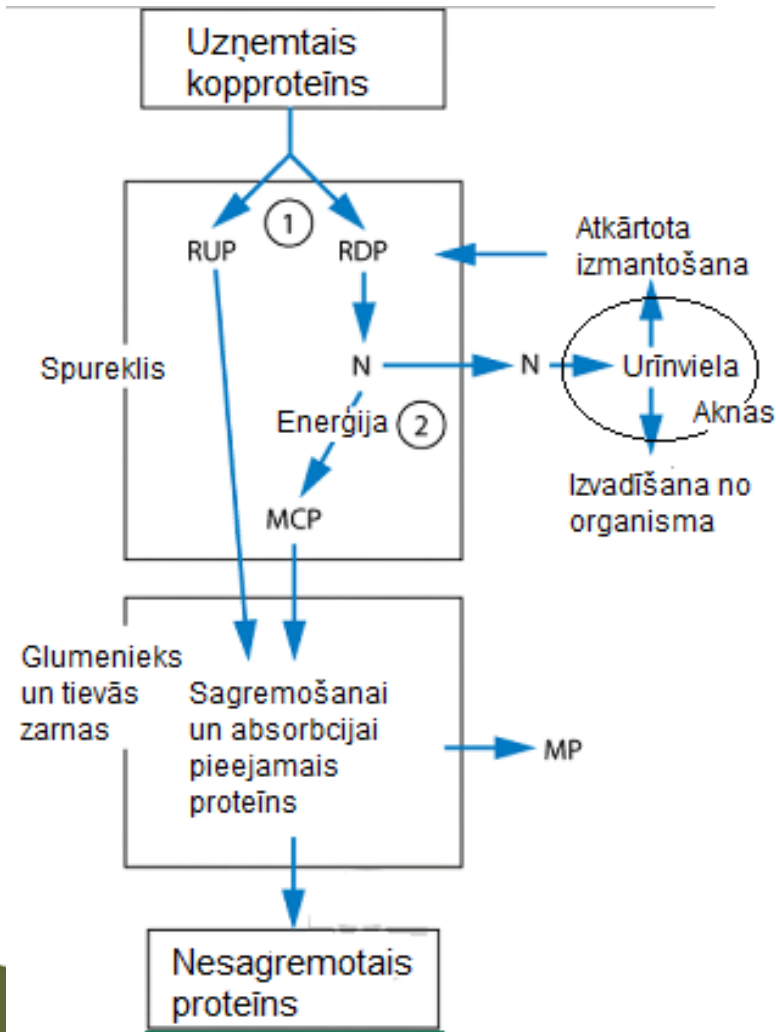 Uzņemtais
kopproteīns
1
RUP
RDP
Atkārtota
izmantošana
Spureklis
N
N
Urīnviela
Aknas
Enerģija
2
Izvadīšana no
organisma
MCP
Glumenieks
un tievās
zarnas
Sagremošanai
un absorbcijai
pieejamais
proteīns
MP
Nesagremotais
proteīns